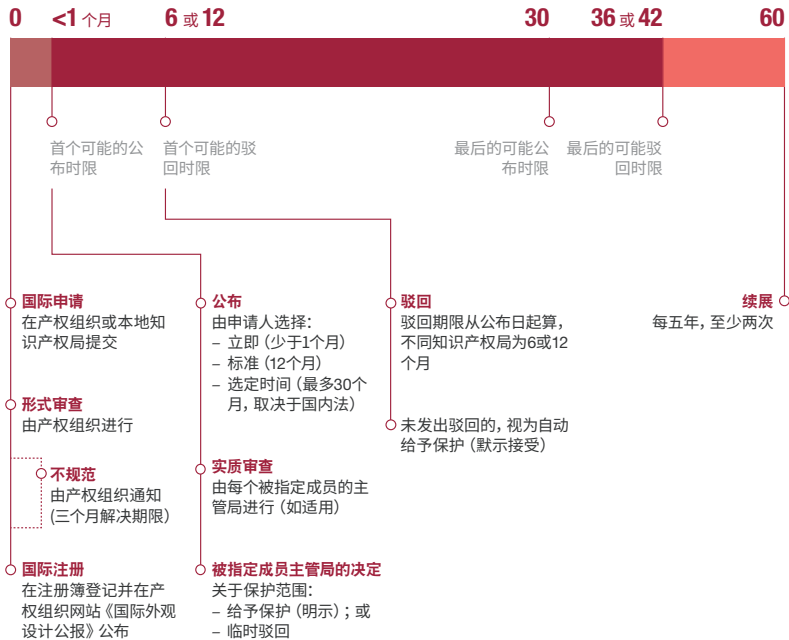 0 <1 个月 6 或 12 30 36 或 42 60
首个可能的公
布时限
首个可能的驳
回时限
最后的可能公
布时限
最后的可能驳
回时限
国际申请
在产权组织或本地知
识产权局提交
形式审查
由产权组织进行
不规范
由产权组织通知
(三个月解决期限）
国际注册
在注册簿登记并在产
权组织网站《国际外观
设计公报》公布
公布
由申请人选择：
– 立即（少于1个月）
– 标准（12个月）
– 选定时间（最多30个
月，取决于国内法）
实质审查
由每个被指定成员的主
管局进行（如适用）
被指定成员主管局的决定
关于保护范围：
– 给予保护（明示）；或
– 临时驳回
驳回
驳回期限从公布日起算，
不同知识产权局为6或12
个月
未发出驳回的，视为自动
给予保护（默示接受）
续展
每五年，至少两次